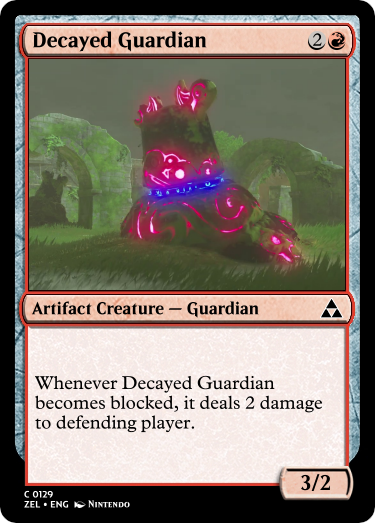 Decayed Guardian 2
Artifact Creature — Guardian
Whenever Decayed Guardian
becomes blocked, it deals 2 damage
to defending player.
3/2
C 0129
ZEL • ENG Nintendo